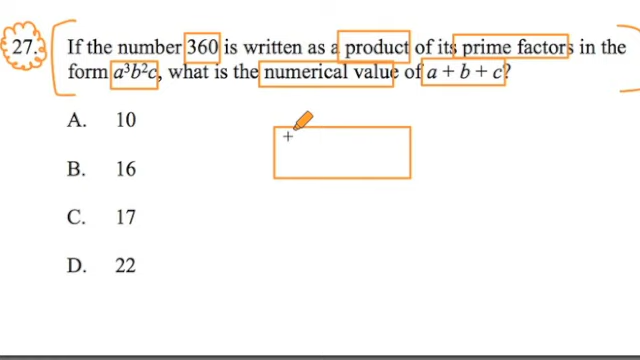 27. If the number 360 is written as a product of its prime factors in the
form a³b²c, what is the numerical value of a + b + c?
A. 10
B. 16
C. 17
D. 22